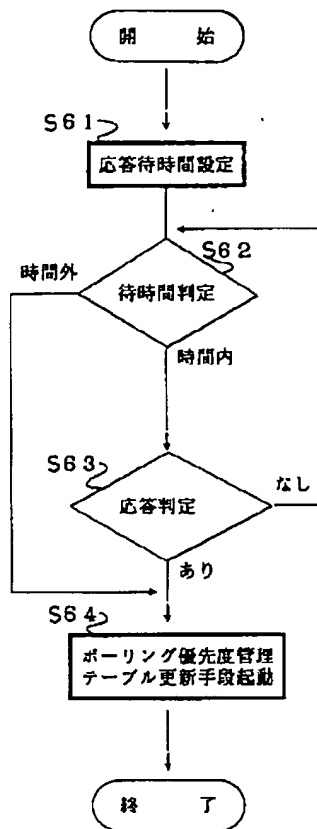 開 始
S61
応答待時間設定
S62
時間外
待時間判定
時間内
S63
なし
応答判定
あり
S64
ポーリング優先度管理
テーブル更新手段起動
終 了